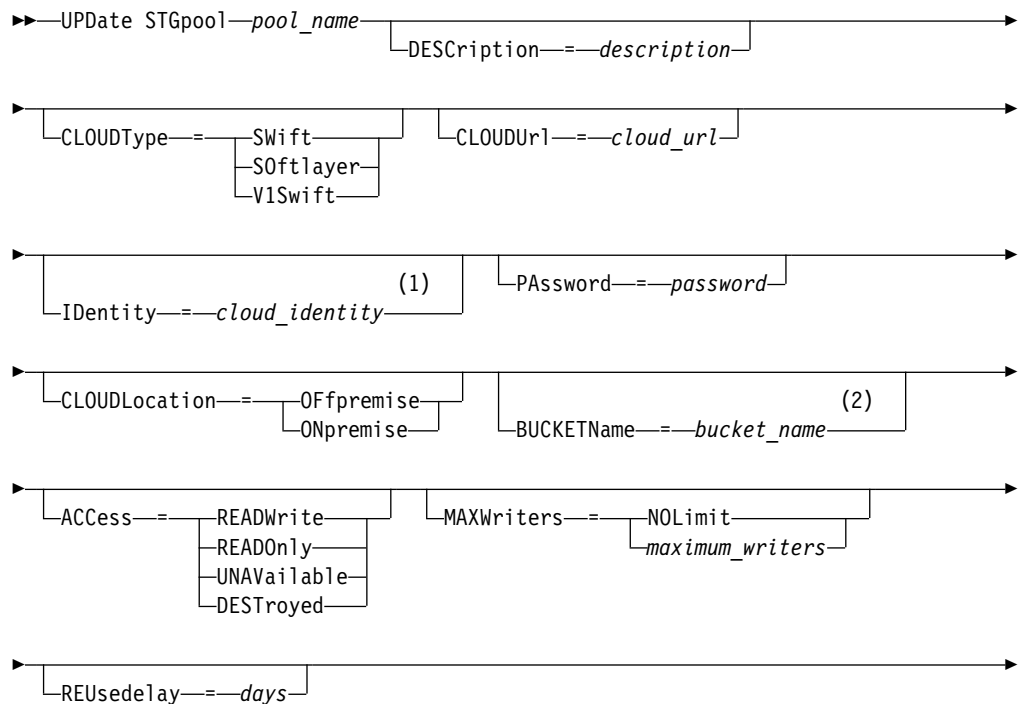 UPDate STGpool pool_name
DESCription = description
CLOUDType = SWift CLOUDUrl = cloud_url
SOftlayer
V1Swift
(1)
IDentity = cloud_identity PAssword = password
CLOUDLocation = OFfpremise (2)
ONpremise BUCKETName = bucket_name
ACCess = READWrite MAXWriters = NOLimit
READOnly maximum_writers
UNAVailable
DESTroyed
REUsedelay = days